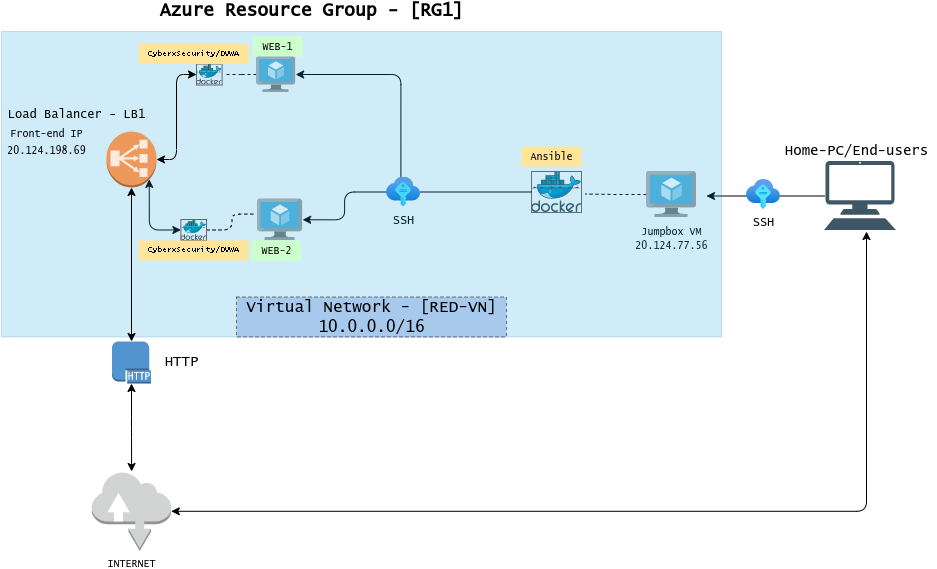 Azure Resource Group - [RG1]
CyberxSecurity/DVWA
WEB-1
docker
Load Balancer - LB1
Front-end IP
20.124.198.69
Ansible
docker
SSH
Jumpbox VM
20.124.77.56
Home-PC/End-users
SSH
docker
CyberxSecurity/DVWA
WEB-2
Virtual Network - [RED-VN]
10.0.0.0/16
HTTP
HTTP
INTERNET